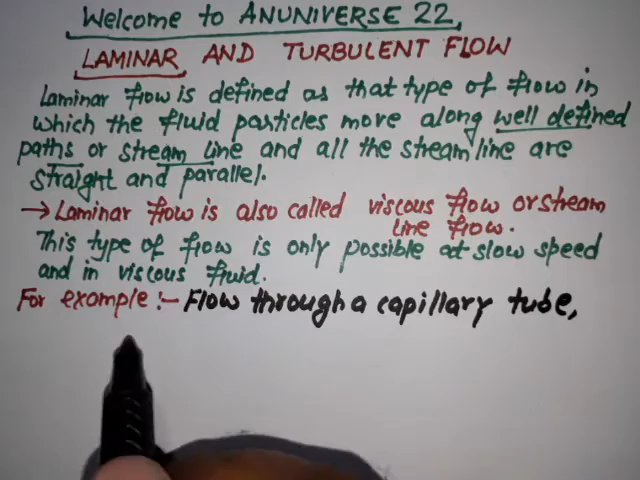 Welcome to ANUNIVERSE 22,
LAMINAR AND TURBULENT FLOW
Laminar flow is defined as that type of flow in
which the fluid particles move along well defined
paths or stream line and all the streamline are
straight and parallel.
→ Laminar flow is also called viscous flow or stream
line flow.
This type of flow is only possible at slow speed
and in viscous fluid.
For example:- Flow through a capillary tube,